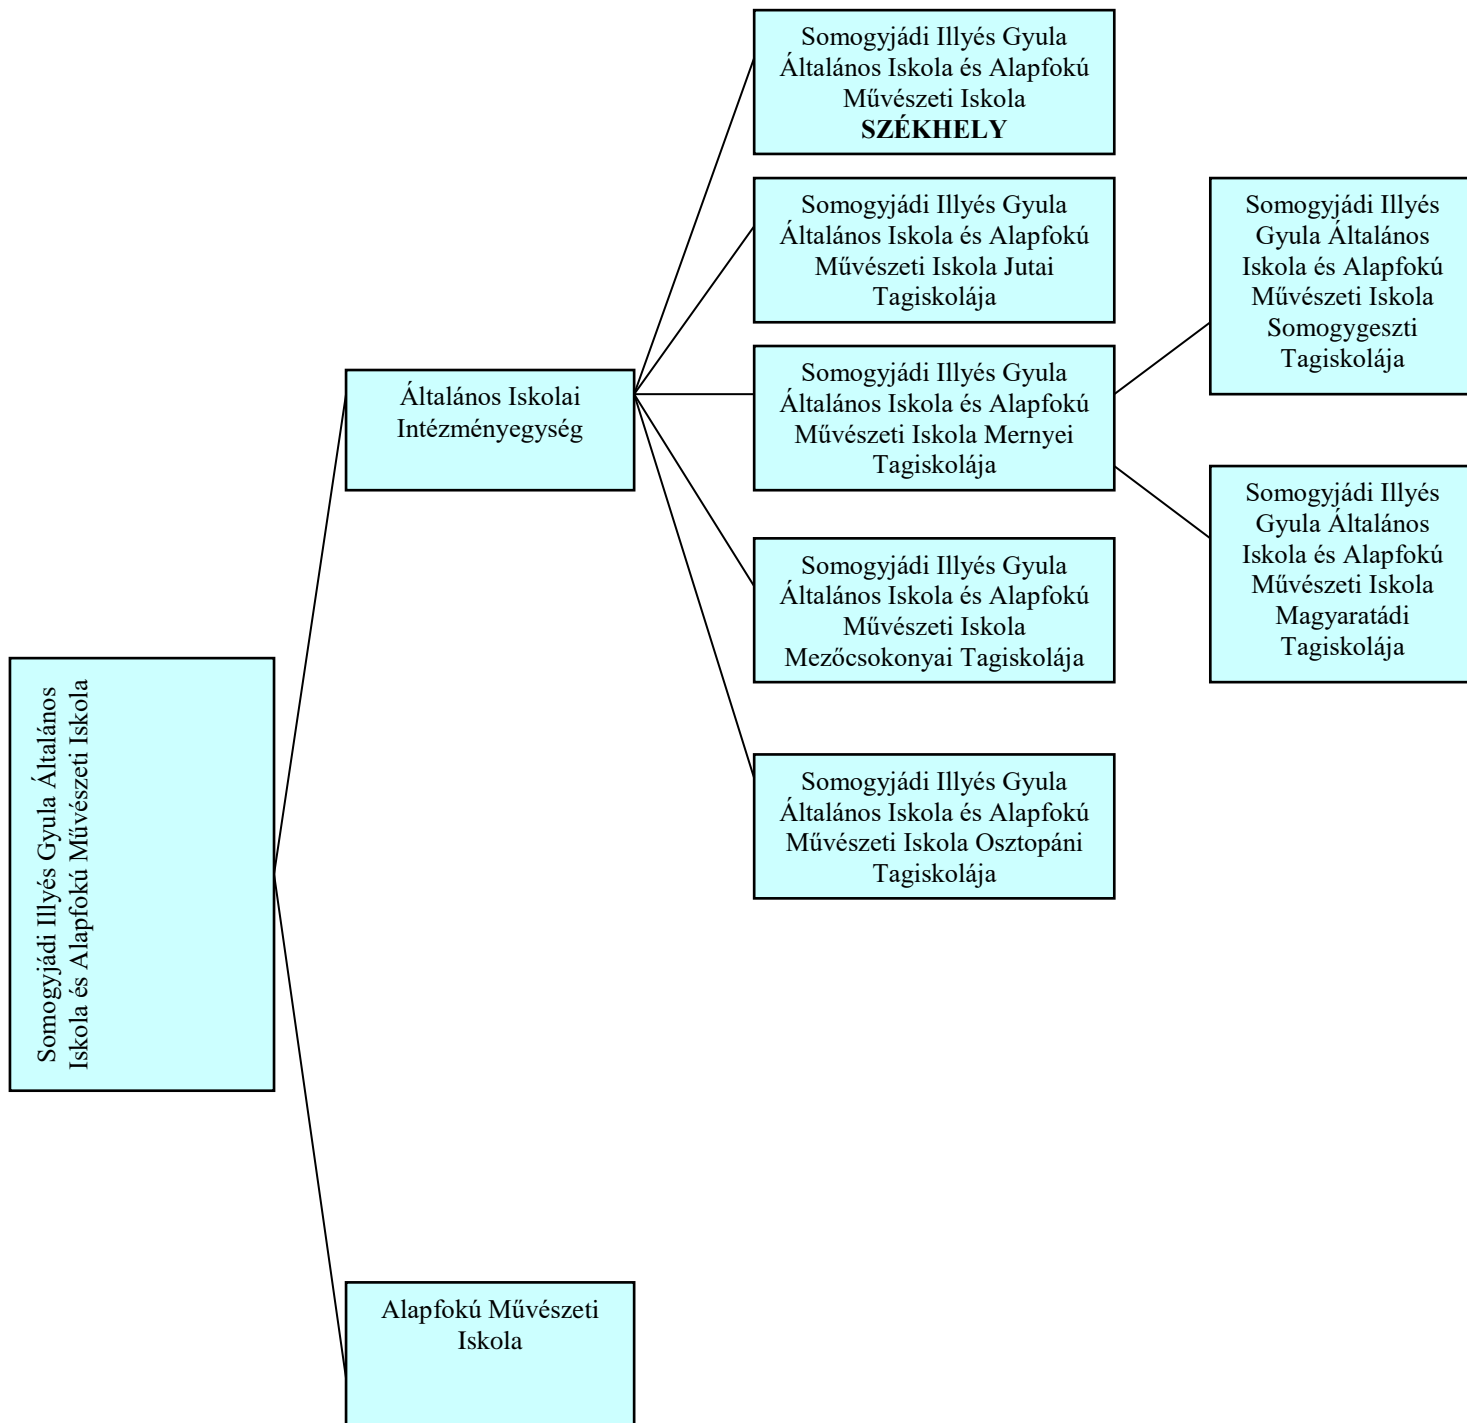 Somogyjádi Illyés Gyula Általános
Iskola és Alapfokú Művészeti Iskola
Általános Iskolai
Intézményegység
Alapfokú Művészeti
Iskola
Somogyjádi Illyés Gyula
Általános Iskola és Alapfokú
Művészeti Iskola
SZÉKHELY
Somogyjádi Illyés Gyula
Általános Iskola és Alapfokú
Művészeti Iskola Jutai
Tagiskolája
Somogyjádi Illyés Gyula
Általános Iskola és Alapfokú
Művészeti Iskola Mernyei
Tagiskolája
Somogyjádi Illyés Gyula
Általános Iskola és Alapfokú
Művészeti Iskola
Mezőcsokonyai Tagiskolája
Somogyjádi Illyés Gyula
Általános Iskola és Alapfokú
Művészeti Iskola Osztopáni
Tagiskolája
Somogyjádi Illyés
Gyula Általános
Iskola és Alapfokú
Művészeti Iskola
Somogygeszti
Tagiskolája
Somogyjádi Illyés
Gyula Általános
Iskola és Alapfokú
Művészeti Iskola
Magyaratádi
Tagiskolája